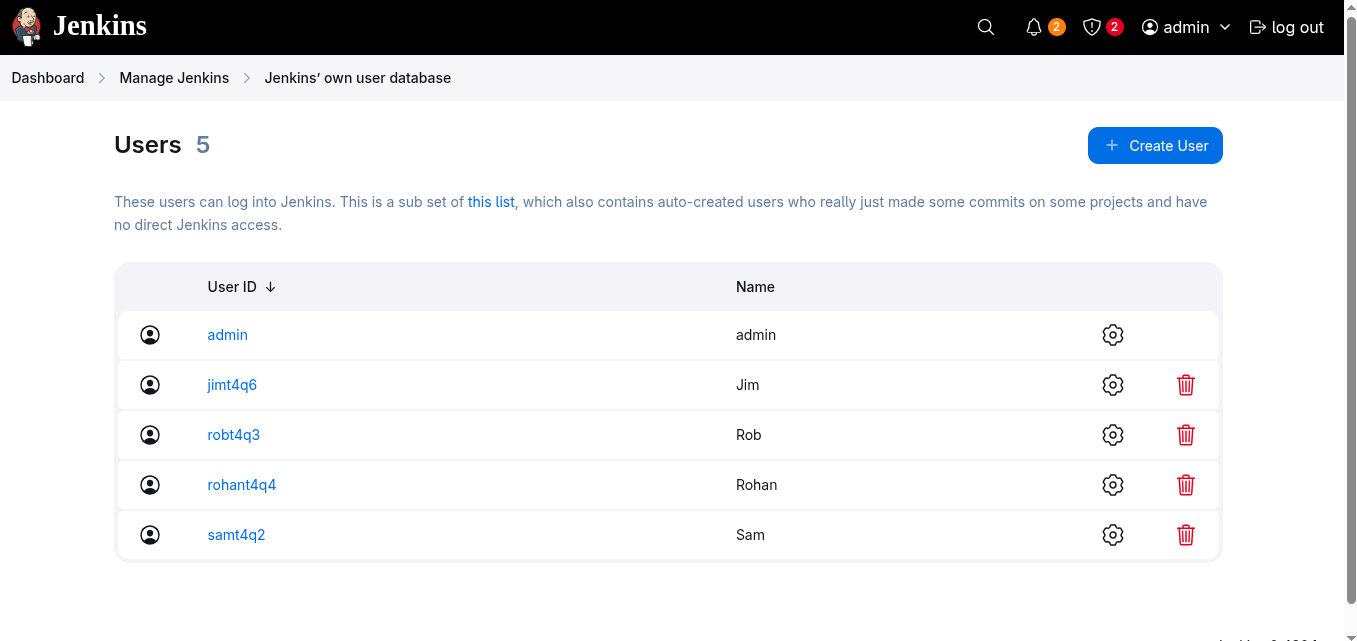 Jenkins
2
2
admin
log out
Dashboard
Manage Jenkins
Jenkins’ own user database
Users 5
Create User
These users can log into Jenkins. This is a sub set of this list, which also contains auto-created users who really just made some commits on some projects and have
no direct Jenkins access.
User ID ↓ Name
admin admin
jimt4q6 Jim
robt4q3 Rob
rohant4q4 Rohan
samt4q2 Sam